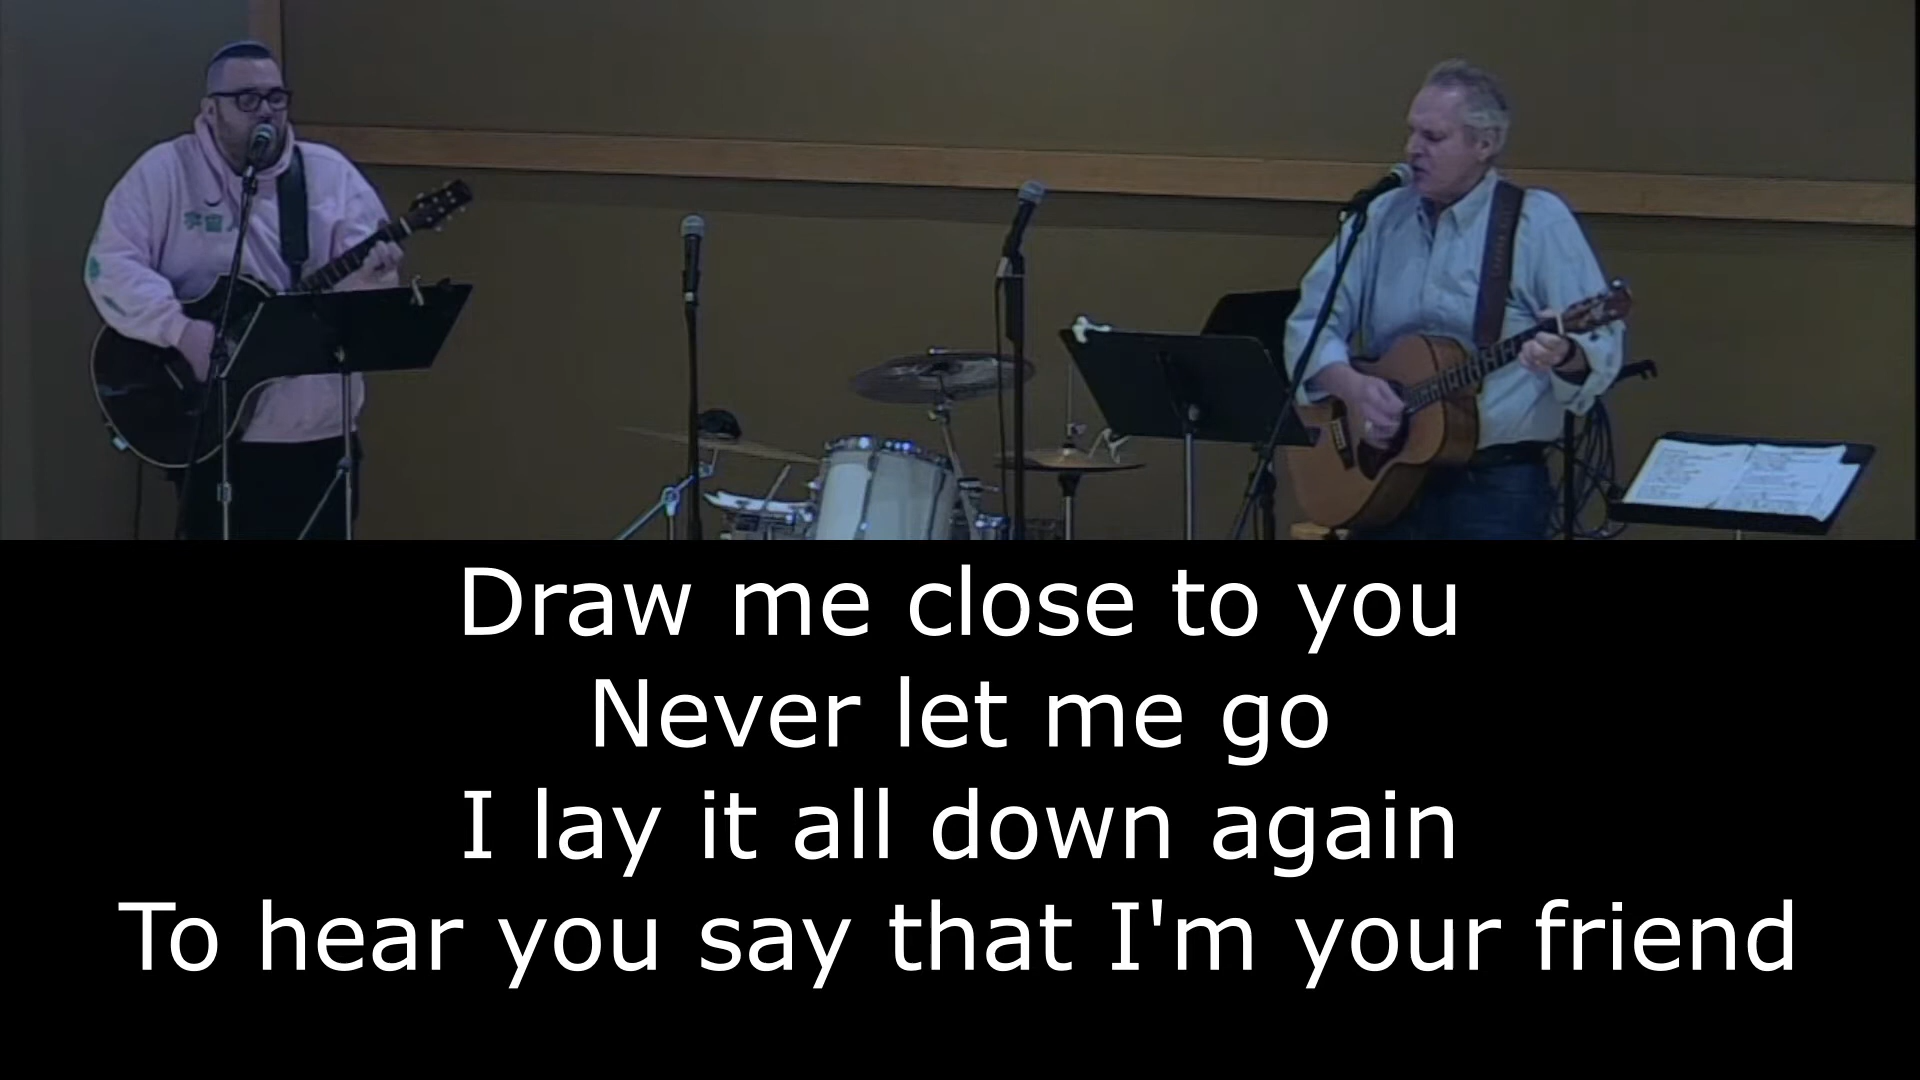 Draw me close to you
Never let me go
I lay it all down again
To hear you say that I'm your friend